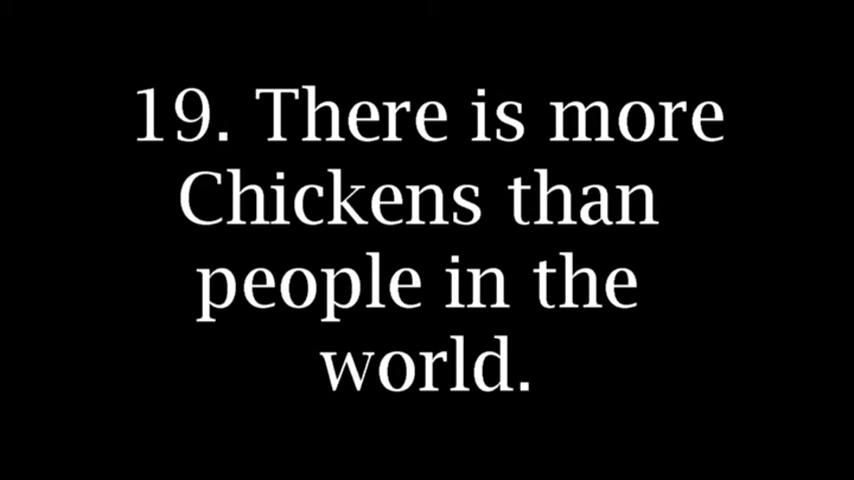 19. There is more
Chickens than
people in the
world.